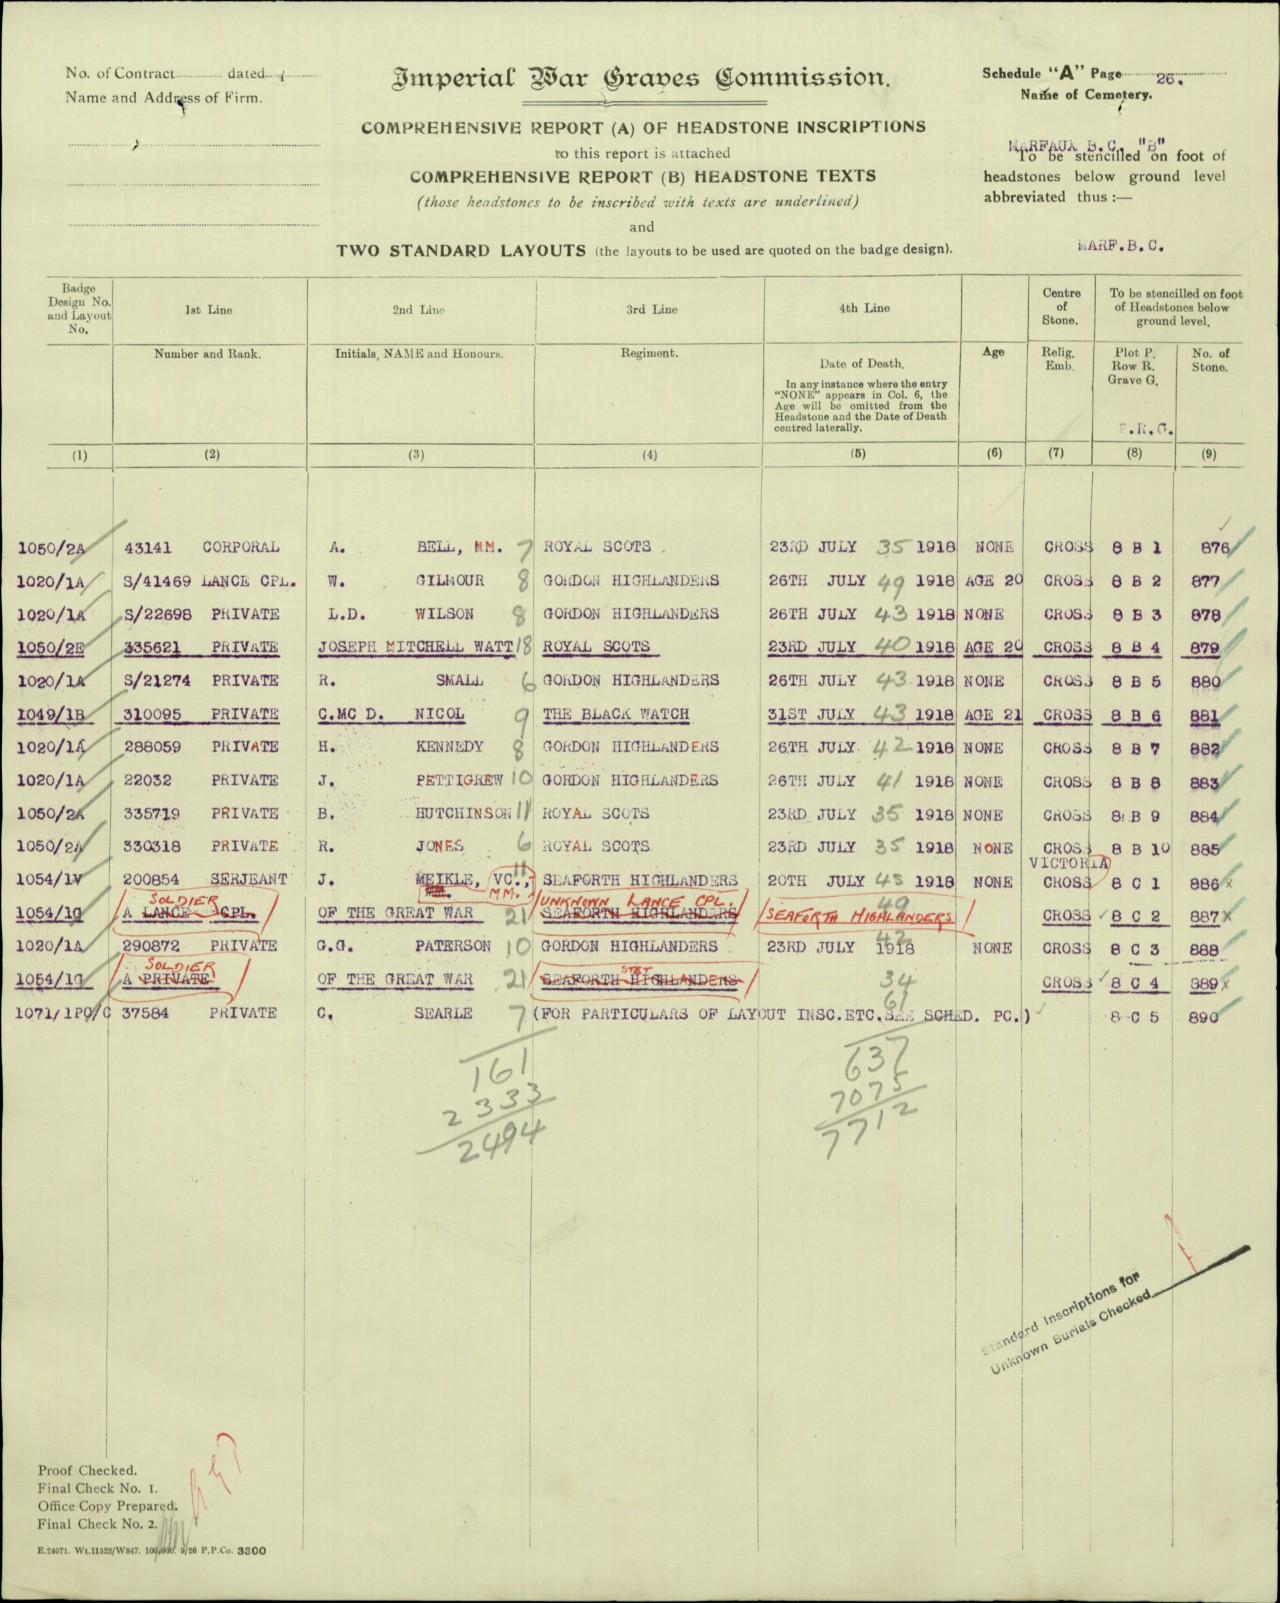 No. of Contract dated
Name and Address of Firm.
Imperial War Graves Commission.
COMPREHENSIVE REPORT (A) OF HEADSTONE INSCRIPTIONS
to this report is attached
COMPREHENSIVE REPORT (B) HEADSTONE TEXTS
(those headstones to be inscribed with texts are underlined)
and
TWO STANDARD LAYOUTS (the layouts to be used are quoted on the badge design).
Schedule "A" Page 26.
Name of Cemetery.
MARFAUX B.C. "B"
To be stencilled on foot of
headstones below ground level
abbreviated thus :—
MARF.B.C.
Badge Design No. and Layout No.
1st Line
2nd Line
3rd Line
4th Line
Centre of Stone.
To be stencilled on foot of Headstones below ground level.
Number and Rank.
Initials, NAME and Honours.
Regiment.
Date of Death.
In any instance where the entry "NONE" appears in Col. 6, the Age will be omitted from the Headstone and the Date of Death centred laterally.
Age
Relig. Emb.
Plot P. Row R. Grave G.
P.R.G.
No. of Stone.
(1) (2) (3) (4) (5) (6) (7) (8) (9)
1050/2A 43141 CORPORAL A. BELL, MM. 7 ROYAL SCOTS 23RD JULY 35 1918 NONE CROSS 8 B 1 876
1020/1A S/41469 LANCE CPL. W. GILMOUR 8 GORDON HIGHLANDERS 26TH JULY 49 1918 AGE 20 CROSS 8 B 2 877
1020/1A S/22698 PRIVATE L.D. WILSON 8 GORDON HIGHLANDERS 26TH JULY 43 1918 NONE CROSS 8 B 3 878
1050/2E 335621 PRIVATE JOSEPH MITCHELL WATT 18 ROYAL SCOTS 23RD JULY 40 1918 AGE 20 CROSS 8 B 4 879
1020/1A S/21274 PRIVATE R. SMALL 6 GORDON HIGHLANDERS 26TH JULY 43 1918 NONE CROSS 8 B 5 880
1049/1B 310095 PRIVATE C.MC D. NICOL 9 THE BLACK WATCH 31ST JULY 43 1918 AGE 21 CROSS 8 B 6 881
1020/1A 288059 PRIVATE H. KENNEDY 8 GORDON HIGHLANDERS 26TH JULY 42 1918 NONE CROSS 8 B 7 882
1020/1A 22032 PRIVATE J. PETTIGREW 10 GORDON HIGHLANDERS 26TH JULY 41 1918 NONE CROSS 8 B 8 883
1050/2A 335719 PRIVATE B. HUTCHINSON 11 ROYAL SCOTS 23RD JULY 35 1918 NONE CROSS 8 B 9 884
1050/2A 330318 PRIVATE R. JONES 6 ROYAL SCOTS 23RD JULY 35 1918 NONE CROSS 8 B 10 885
VICTORIA
1054/1V 200854 SERJEANT J. MEIKLE, VC., 11 SEAFORTH HIGHLANDERS 20TH JULY 45 1918 NONE CROSS 8 C 1 886 x
MM.
SOLDIER UNKNOWN LANCE CPL. 49
1054/1G A LANCE CPL. OF THE GREAT WAR 21 SEAFORTH HIGHLANDERS SEAFORTH HIGHLANDERS CROSS 8 C 2 887 x
1020/1A 290872 PRIVATE G.G. PATERSON 10 GORDON HIGHLANDERS 23RD JULY 42 1918 NONE CROSS 8 C 3 888
SOLDIER STET
1054/1G A PRIVATE OF THE GREAT WAR 21 SEAFORTH HIGHLANDERS 34 CROSS 8 C 4 889 x
61
1071/1PC/C 37584 PRIVATE C. SEARLE 7 (FOR PARTICULARS OF LAYOUT INSC.ETC.SEE SCHED. PC.) 8 C 5 890
161 637
2333 7075
2494 7712
Standard Inscriptions for
Unknown Burials Checked
Proof Checked.
Final Check No. 1.
Office Copy Prepared.
Final Check No. 2.
E.24071. Wt.11522/W847. 100,000. 9/26 P.P.Co. 3300